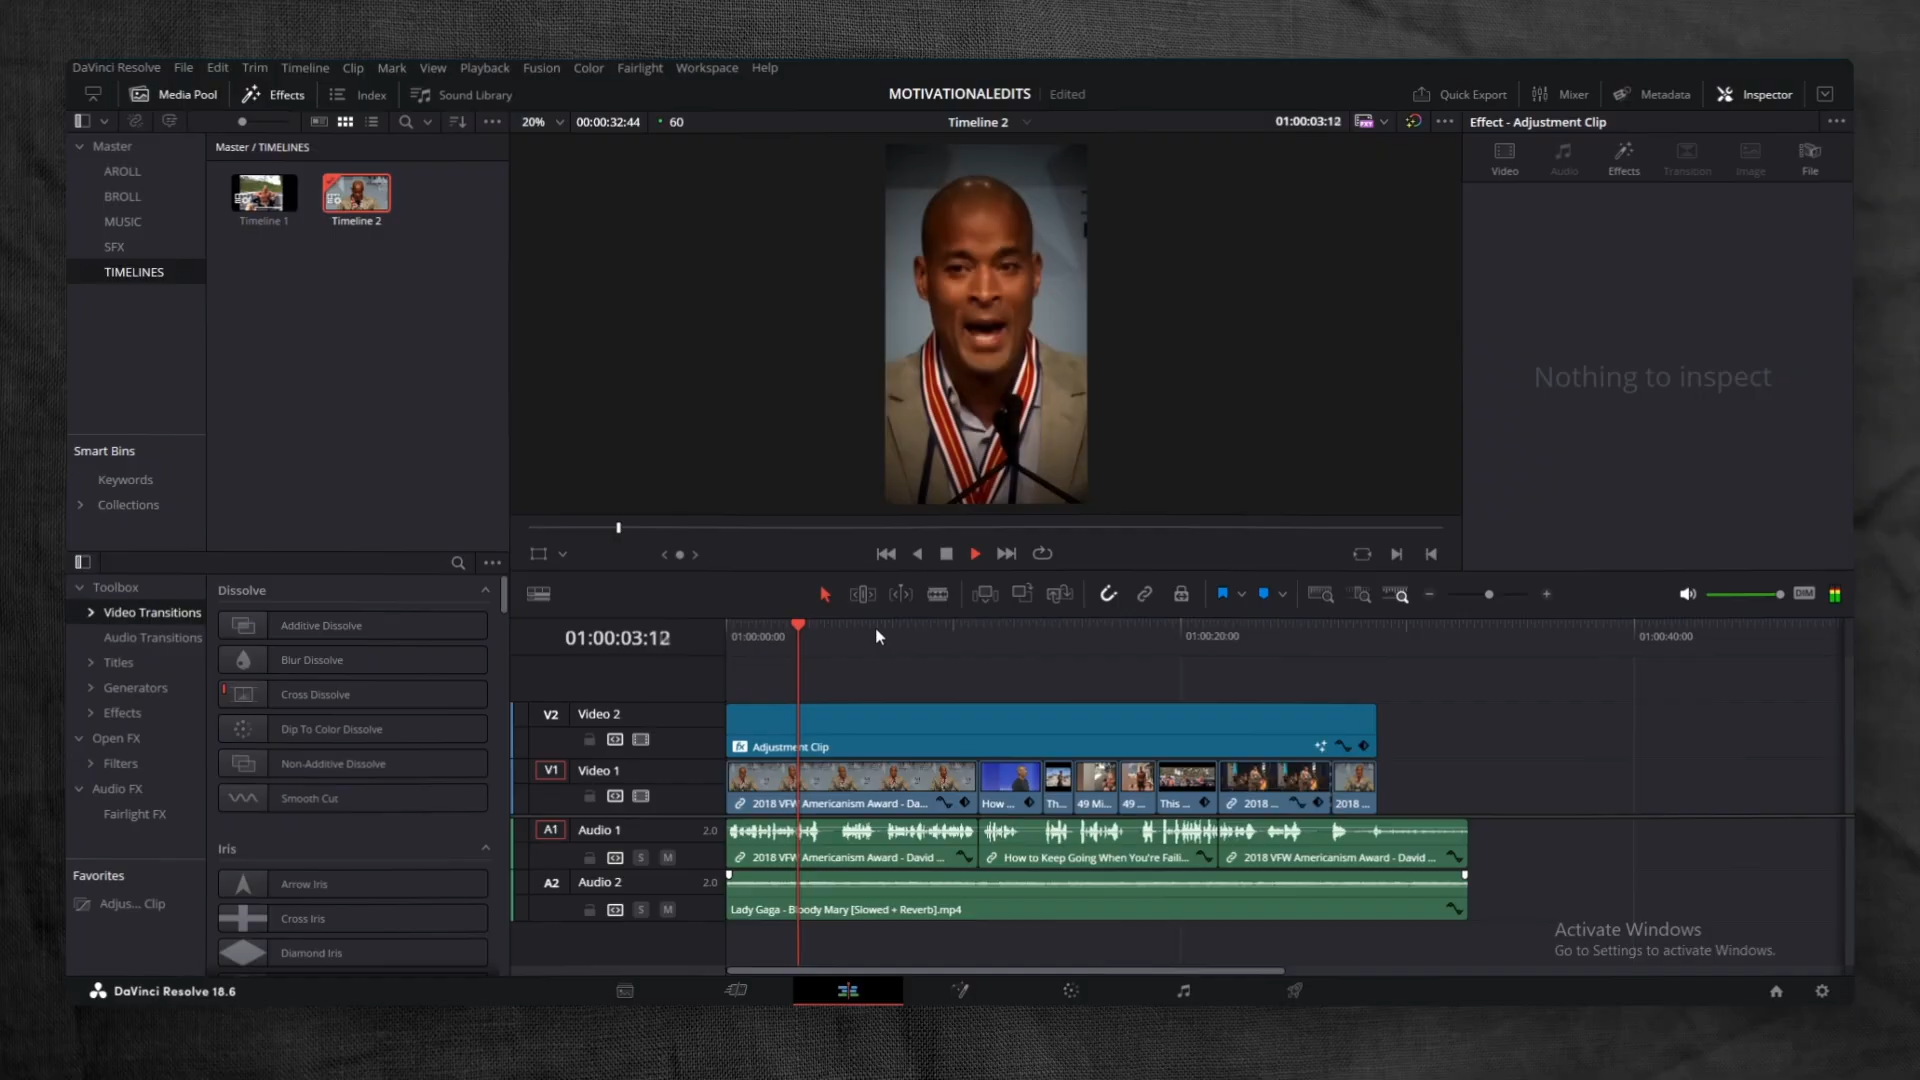 DaVinci Resolve File Edit Trim Timeline Clip Mark View Playback Fusion Color Fairlight Workspace Help
Media Pool Effects Index Sound Library MOTIVATIONALEDITS Edited Quick Export Mixer Metadata Inspector
20% 00:00:32:44 60 Timeline 2 01:00:03:12 Effect - Adjustment Clip
Master
AROLL
BROLL
MUSIC
SFX
TIMELINES
Master / TIMELINES
Timeline 1 Timeline 2
Video Audio Effects Transition Image File
Nothing to inspect
Smart Bins
Keywords
Collections
Toolbox
Video Transitions
Audio Transitions
Titles
Generators
Effects
Open FX
Filters
Audio FX
Fairlight FX
Favorites
Adjus... Clip
Dissolve
Additive Dissolve
Blur Dissolve
Cross Dissolve
Dip To Color Dissolve
Non-Additive Dissolve
Smooth Cut
Iris
Arrow Iris
Cross Iris
Diamond Iris
DIM
01:00:03:12 01:00:00:00 01:00:20:00 01:00:40:00
V2 Video 2
fx Adjustment Clip
V1 Video 1
2018 VFW Americanism Award - Da... How ... Th... 49 Mi... 49 ... This ... 2018 ... 2018 ...
A1 Audio 1 2.0
S M 2018 VFW Americanism Award - David ... How to Keep Going When You're Faili... 2018 VFW Americanism Award - David ...
A2 Audio 2 2.0
S M Lady Gaga - Bloody Mary [Slowed + Reverb].mp4
Activate Windows
Go to Settings to activate Windows.
DaVinci Resolve 18.6